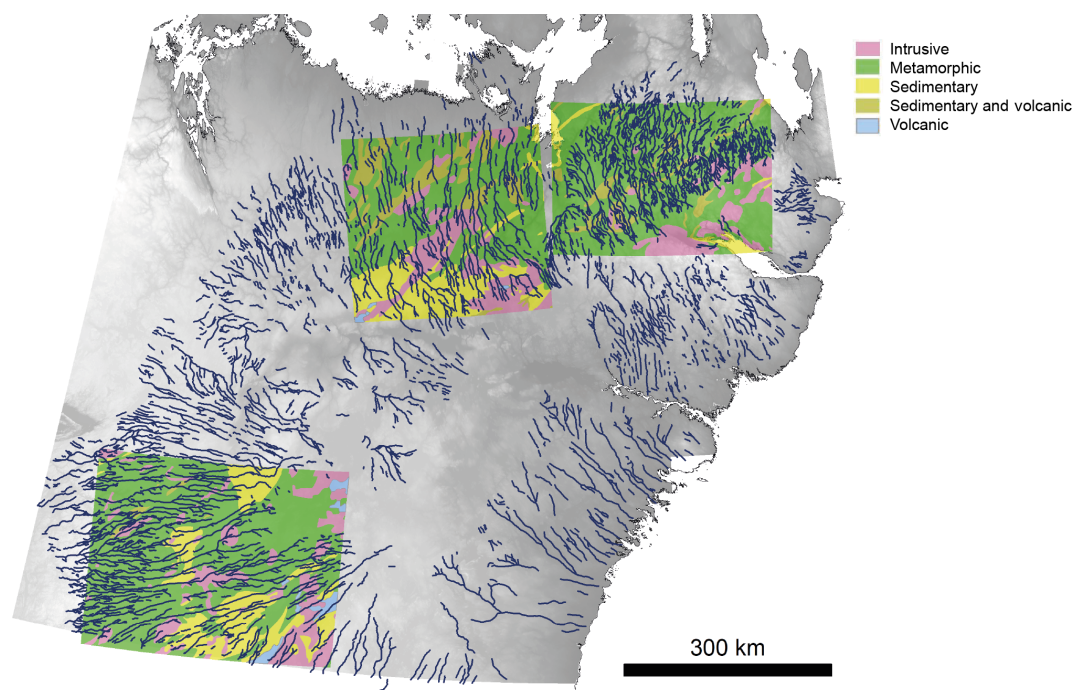 Intrusive
Metamorphic
Sedimentary
Sedimentary and volcanic
Volcanic
300 km